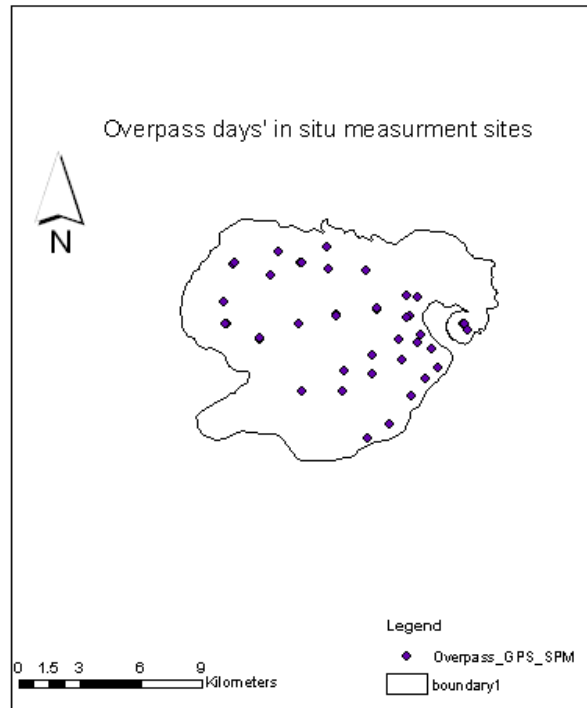 Overpass days' in situ measurment sites
N
Legend
0 1.5 3 6 9
Kilometers
Overpass_GPS_SPM
boundary1